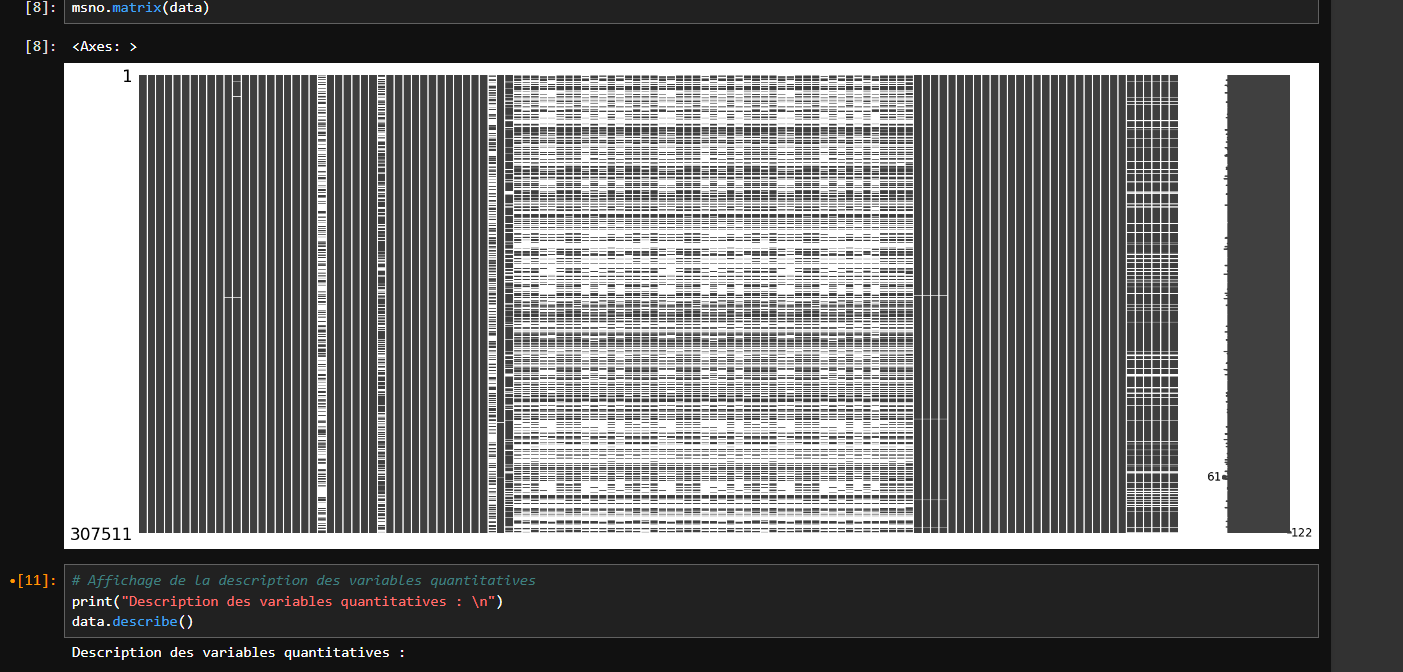 [8]: msno.matrix(data)
[8]: <Axes: >
1
61
307511
122
•[11]: # Affichage de la description des variables quantitatives
print("Description des variables quantitatives : \n")
data.describe()
Description des variables quantitatives :